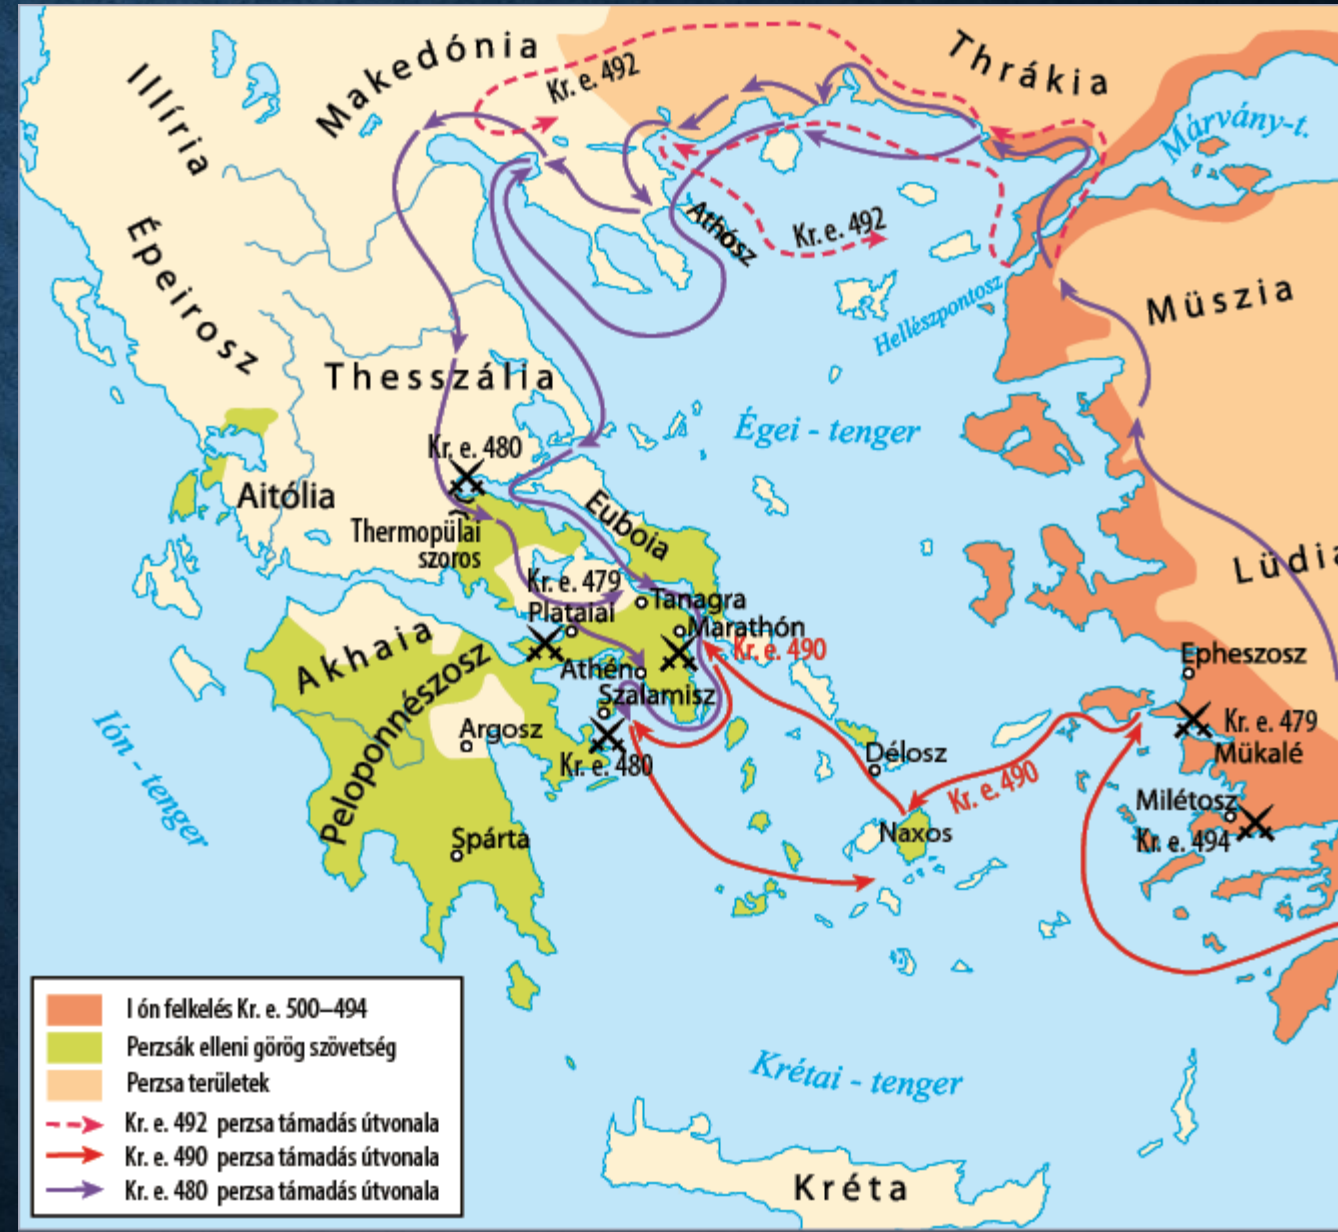 Illíria
Makedónia
Kr. e. 492
Thrákia
Márvány-t.
Épeirosz
Athósz
Kr. e. 492
Hellészpontosz
Müszia
Thesszália
Égei - tenger
Kr. e. 480
Aitólia
Thermopülai
szoros
Euboia
Lüdia
Kr. e. 479
Plataiai
Tanagra
Marathón
Kr. e. 490
Akhaia
Athén
Szalamisz
Epheszosz
Peloponnészosz
Argosz
Kr. e. 480
Délosz
Kr. e. 490
Kr. e. 479
Mükalé
Ión - tenger
Milétosz
Kr. e. 494
Naxos
Spárta
I ón felkelés Kr. e. 500–494
Perzsák elleni görög szövetség
Perzsa területek
Kr. e. 492 perzsa támadás útvonala
Kr. e. 490 perzsa támadás útvonala
Kr. e. 480 perzsa támadás útvonala
Krétai - tenger
Kréta